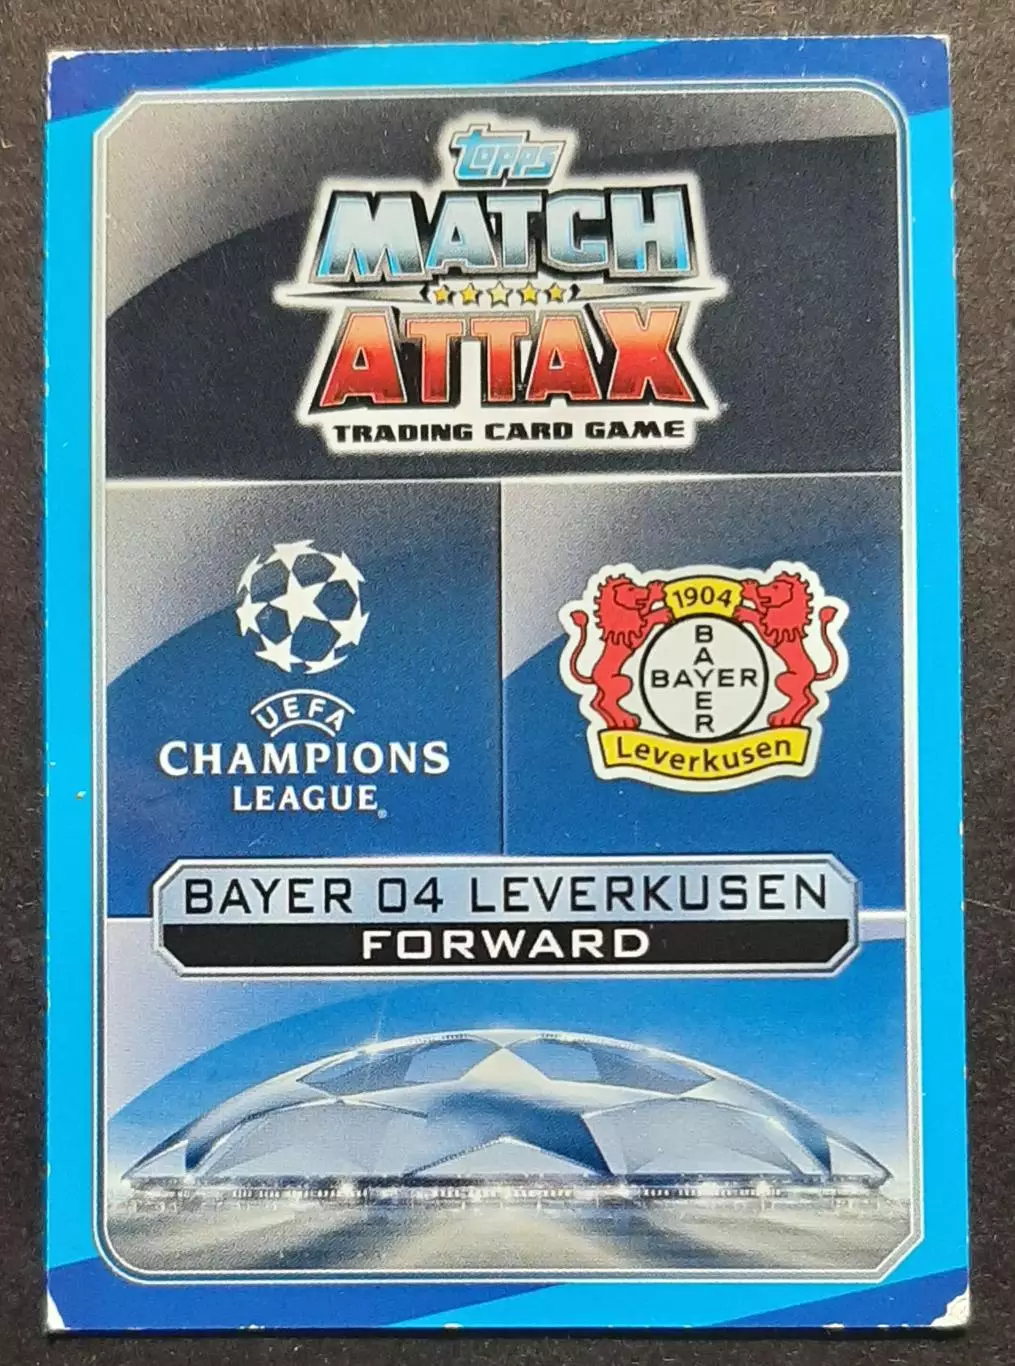 topps
MATCH
ATTAX
TRADING CARD GAME
UEFA
CHAMPIONS
LEAGUE®
1904
BAYER
BAYER
Leverkusen
BAYER 04 LEVERKUSEN
FORWARD